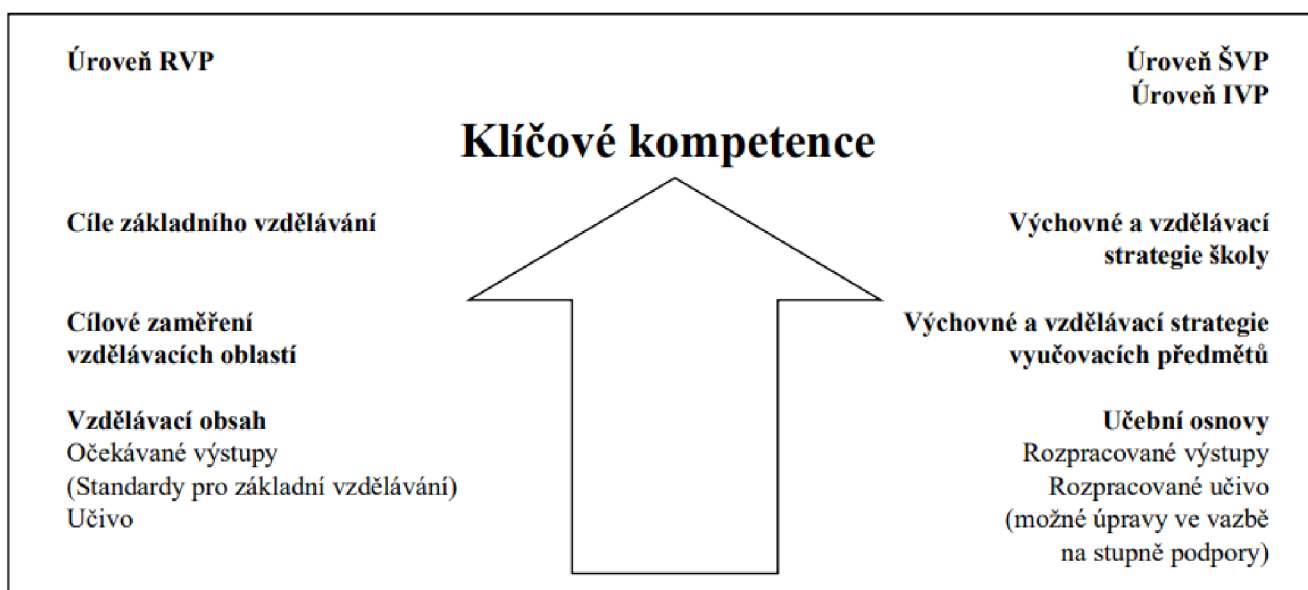 Úroveň RVP
Úroveň ŠVP
Úroveň IVP
Klíčové kompetence
Cíle základního vzdělávání
Výchovné a vzdělávací
strategie školy
Cílové zaměření
vzdělávacích oblastí
Výchovné a vzdělávací strategie
vyučovacích předmětů
Vzdělávací obsah
Očekávané výstupy
(Standardy pro základní vzdělávání)
Učivo
Učební osnovy
Rozpracované výstupy
Rozpracované učivo
(možné úpravy ve vazbě
na stupně podpory)